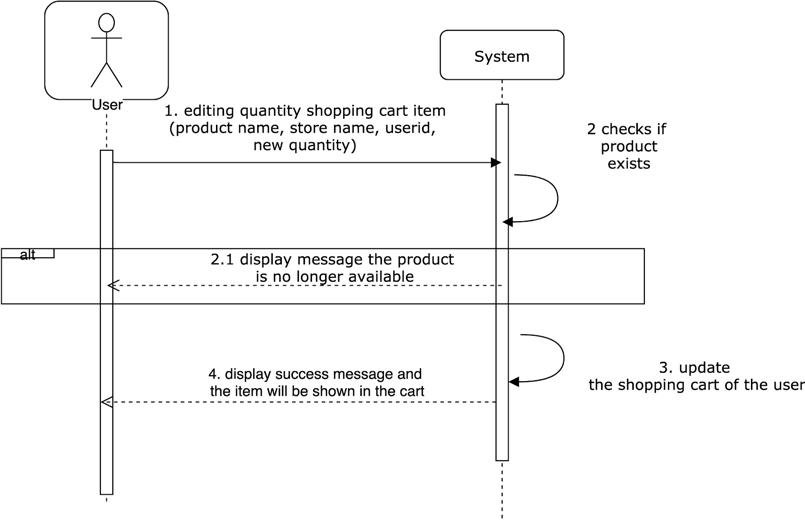 User
System
1. editing quantity shopping cart item
(product name, store name, userid,
new quantity)
2 checks if
product
exists
alt
2.1 display message the product
is no longer available
3. update
the shopping cart of the user
4. display success message and
the item will be shown in the cart